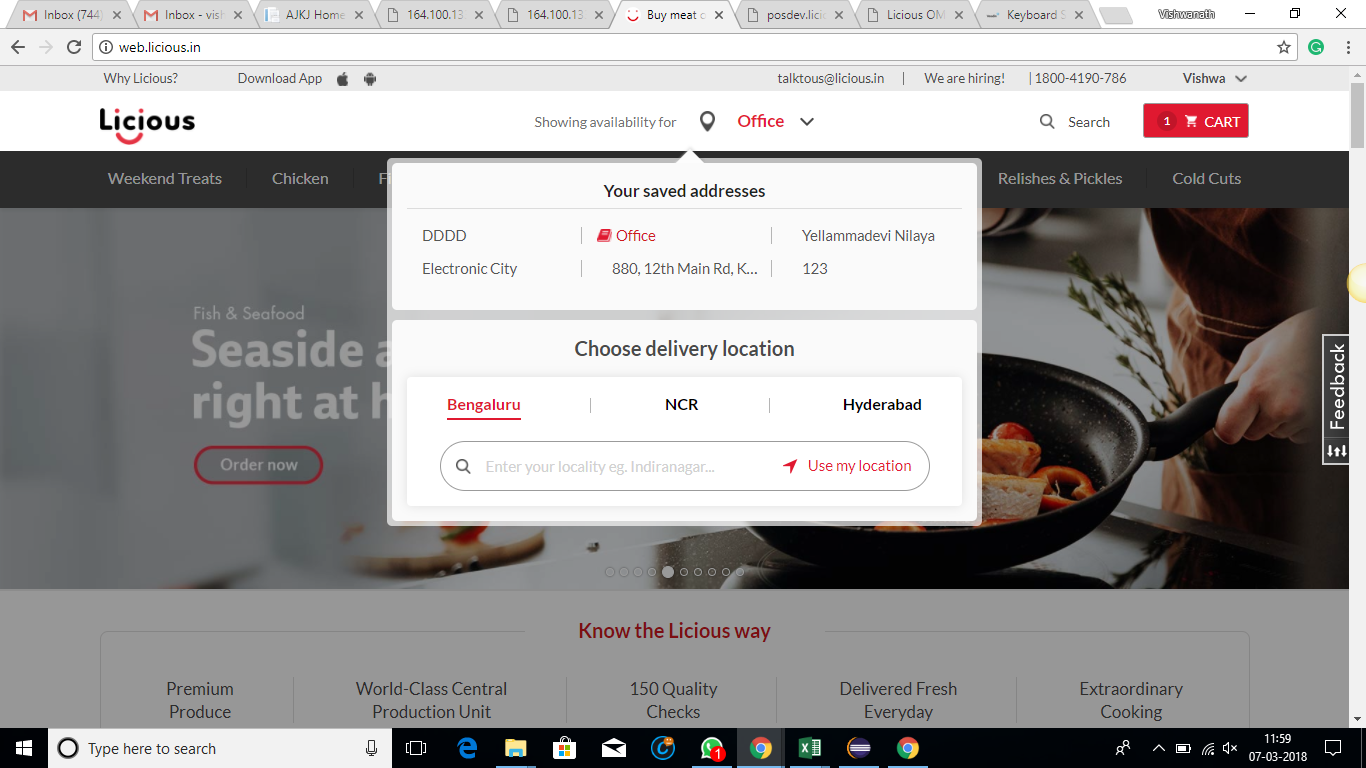 Inbox (744)
Inbox - vish
AJKJ Home
164.100.13
164.100.13
Buy meat o
posdev.lici
Licious OM
Keyboard S
Vishwanath
web.licious.in
Why Licious?
Download App
talktous@licious.in | We are hiring! | 1800-4190-786
Vishwa
Licious
Showing availability for
Office
Search
1 CART
Weekend Treats
Chicken
Fi
Relishes & Pickles
Cold Cuts
Your saved addresses
DDDD
Electronic City
Office
880, 12th Main Rd, K...
Yellammadevi Nilaya
123
Fish & Seafood
Seaside a
right at h
Order now
Choose delivery location
Bengaluru | NCR | Hyderabad
Enter your locality eg. Indiranagar...
Use my location
Feedback
Know the Licious way
Premium
Produce
World-Class Central
Production Unit
150 Quality
Checks
Delivered Fresh
Everyday
Extraordinary
Cooking
Type here to search
1
11:59
07-03-2018